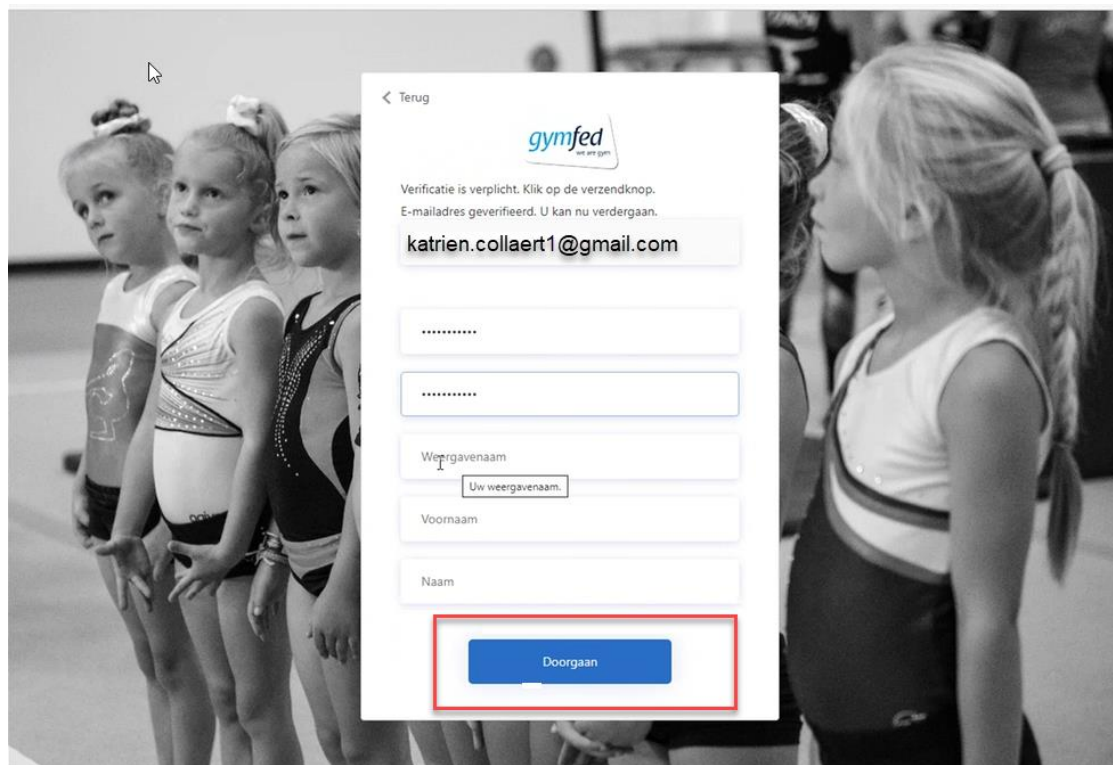 Terug
gymfed
we are gym
Verificatie is verplicht. Klik op de verzendknop.
E-mailadres geverifieerd. U kan nu verdergaan.
katrien.collaert1@gmail.com
•••••••••••
•••••••••••
Weergavenaam
Uw weergavenaam.
Voornaam
Naam
Doorgaan